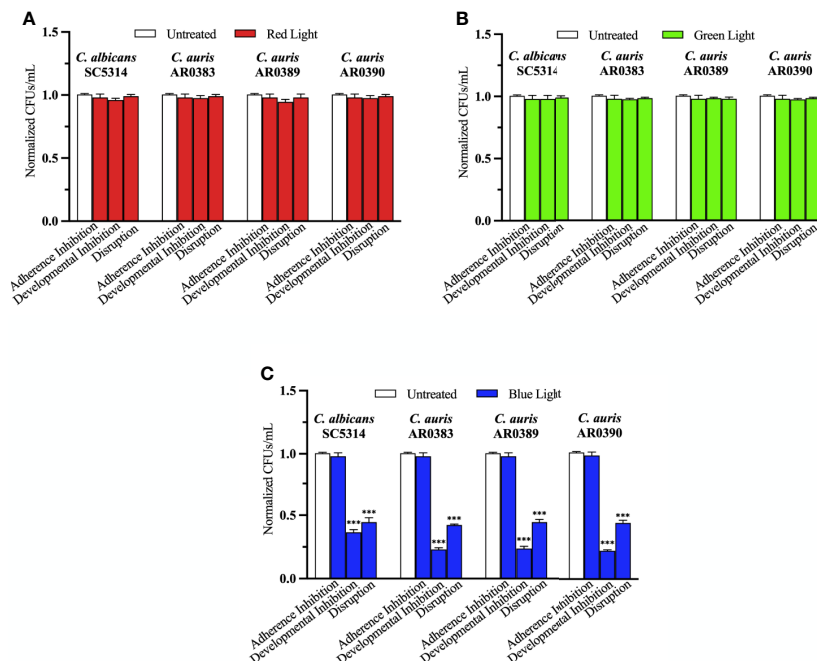 A
Untreated Red Light
C. albicans C. auris C. auris C. auris
SC5314 AR0383 AR0389 AR0390
Normalized CFUs/mL
1.5
1.0
0.5
0.0
Adherence Inhibition
Developmental Inhibition
Disruption
Adherence Inhibition
Developmental Inhibition
Disruption
Adherence Inhibition
Developmental Inhibition
Disruption
Adherence Inhibition
Developmental Inhibition
Disruption
B
Untreated Green Light
C. albicans C. auris C. auris C. auris
SC5314 AR0383 AR0389 AR0390
Normalized CFUs/mL
1.5
1.0
0.5
0.0
Adherence Inhibition
Developmental Inhibition
Disruption
Adherence Inhibition
Developmental Inhibition
Disruption
Adherence Inhibition
Developmental Inhibition
Disruption
Adherence Inhibition
Developmental Inhibition
Disruption
C
Untreated Blue Light
C. albicans C. auris C. auris C. auris
SC5314 AR0383 AR0389 AR0390
Normalized CFUs/mL
1.5
1.0
0.5
0.0
*** ***
*** ***
*** ***
*** ***
Adherence Inhibition
Developmental Inhibition
Disruption
Adherence Inhibition
Developmental Inhibition
Disruption
Adherence Inhibition
Developmental Inhibition
Disruption
Adherence Inhibition
Developmental Inhibition
Disruption